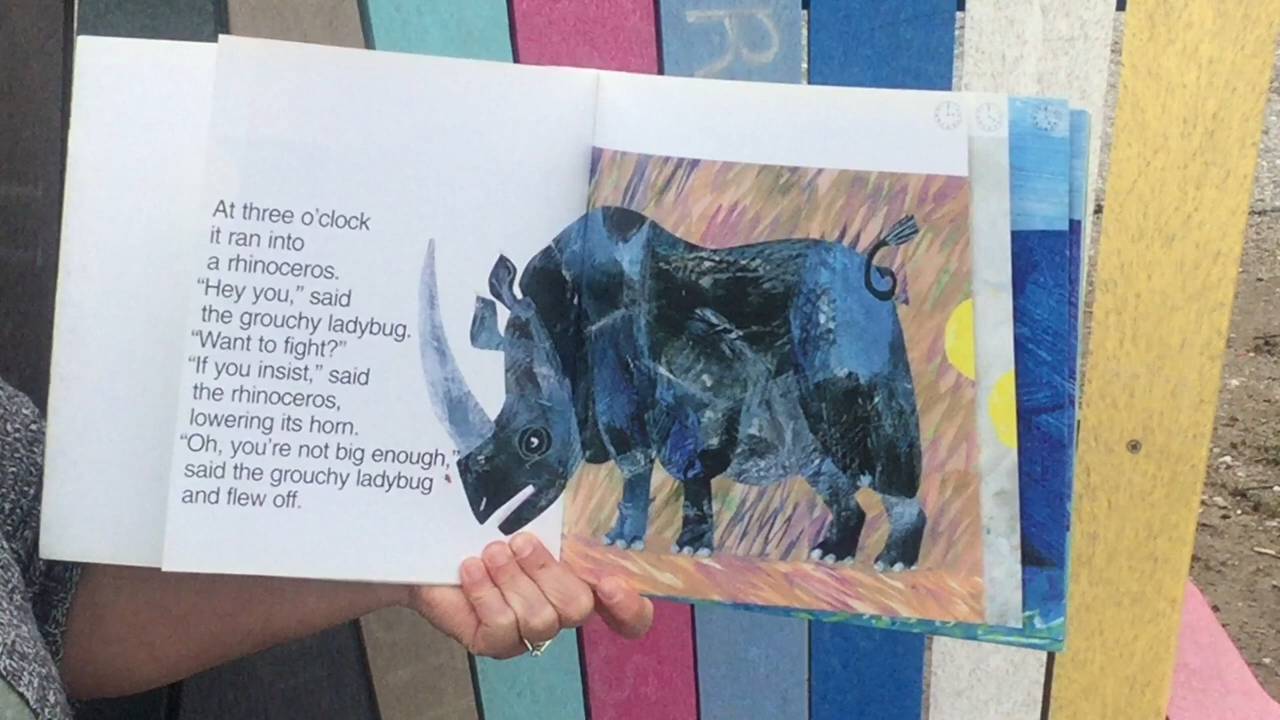 R
At three o'clock
it ran into
a rhinoceros.
"Hey you," said
the grouchy ladybug.
"Want to fight?"
"If you insist," said
the rhinoceros,
lowering its horn.
"Oh, you're not big enough,"
said the grouchy ladybug
and flew off.